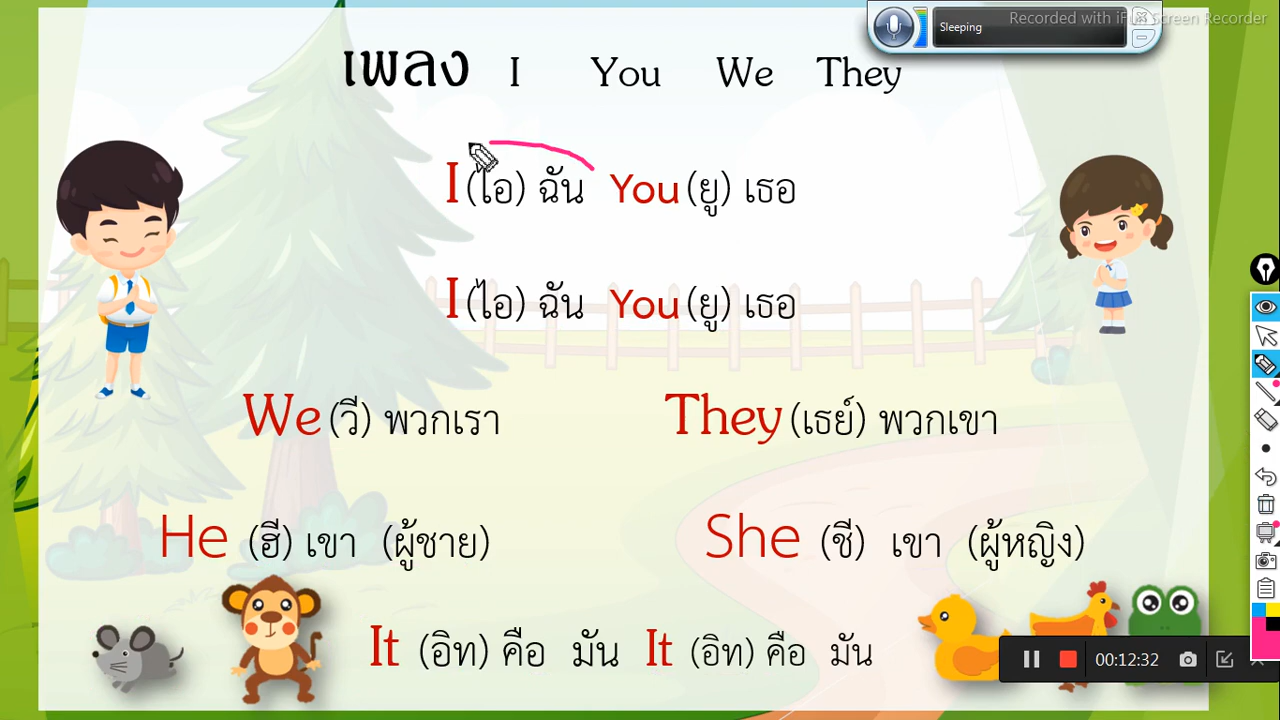 Recorded with iFun Screen Recorder
Sleeping
เพลง I You We They
I (ไอ) ฉัน You (ยู) เธอ
I (ไอ) ฉัน You (ยู) เธอ
We (วี) พวกเรา They (เธย์) พวกเขา
He (ฮี) เขา (ผู้ชาย) She (ชี) เขา (ผู้หญิง)
It (อิท) คือ มัน It (อิท) คือ มัน
00:12:32